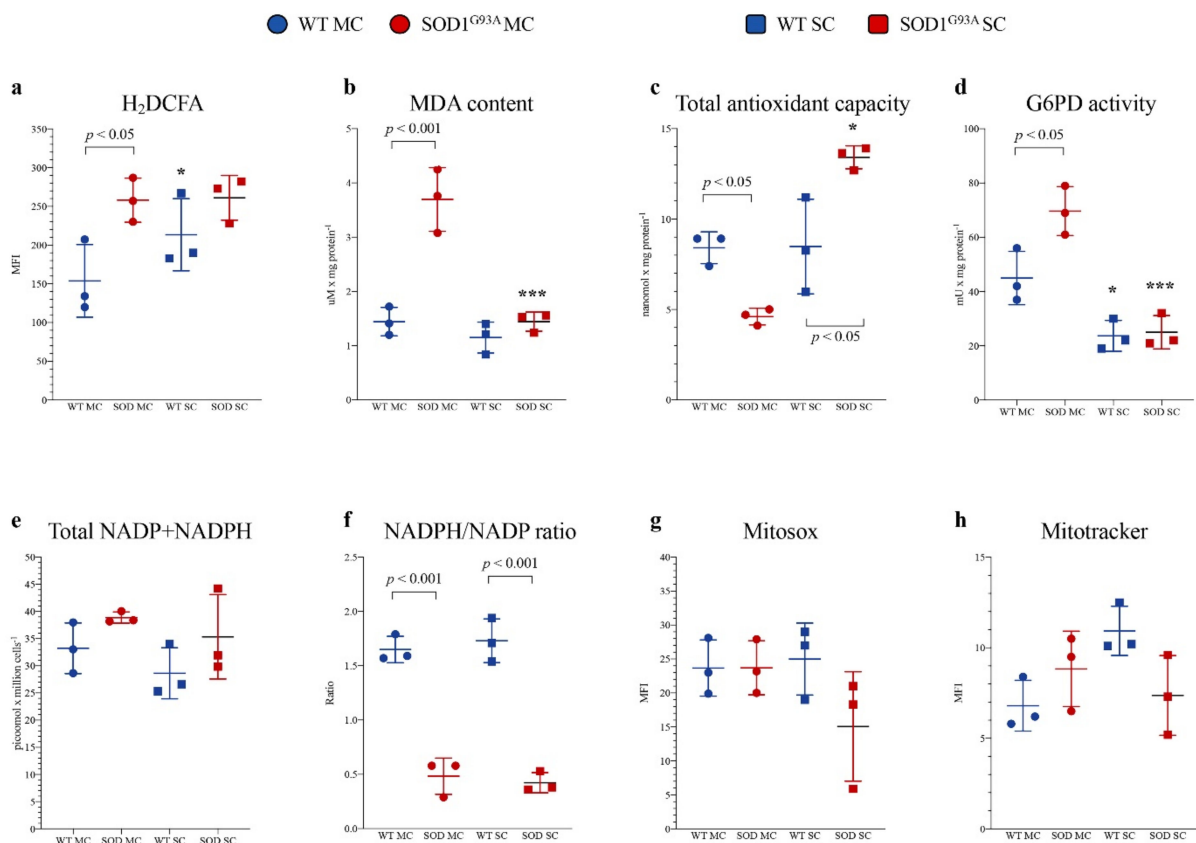 WT MC SOD1ᴳ⁹³ᴬ MC WT SC SOD1ᴳ⁹³ᴬ SC
a H₂DCFA
MFI
350
300
250
200
150
100
50
0
p < 0.05
*
WT MC SOD MC WT SC SOD SC
b MDA content
uM x mg protein⁻¹
5
4
3
2
1
0
p < 0.001
***
WT MC SOD MC WT SC SOD SC
c Total antioxidant capacity
nanomol x mg protein⁻¹
15
10
5
0
p < 0.05
*
p < 0.05
WT MC SOD MC WT SC SOD SC
d G6PD activity
mU x mg protein⁻¹
100
80
60
40
20
0
p < 0.05
*
***
WT MC SOD MC WT SC SOD SC
e Total NADP+NADPH
picoomol x million cells⁻¹
50
45
40
35
30
25
20
15
10
5
0
WT MC SOD MC WT SC SOD SC
f NADPH/NADP ratio
Ratio
2.5
2.0
1.5
1.0
0.5
0.0
p < 0.001
p < 0.001
WT MC SOD MC WT SC SOD SC
g Mitosox
MFI
40
35
30
25
20
15
10
5
0
WT MC SOD MC WT SC SOD SC
h Mitotracker
MFI
15
10
5
0
WT MC SOD MC WT SC SOD SC